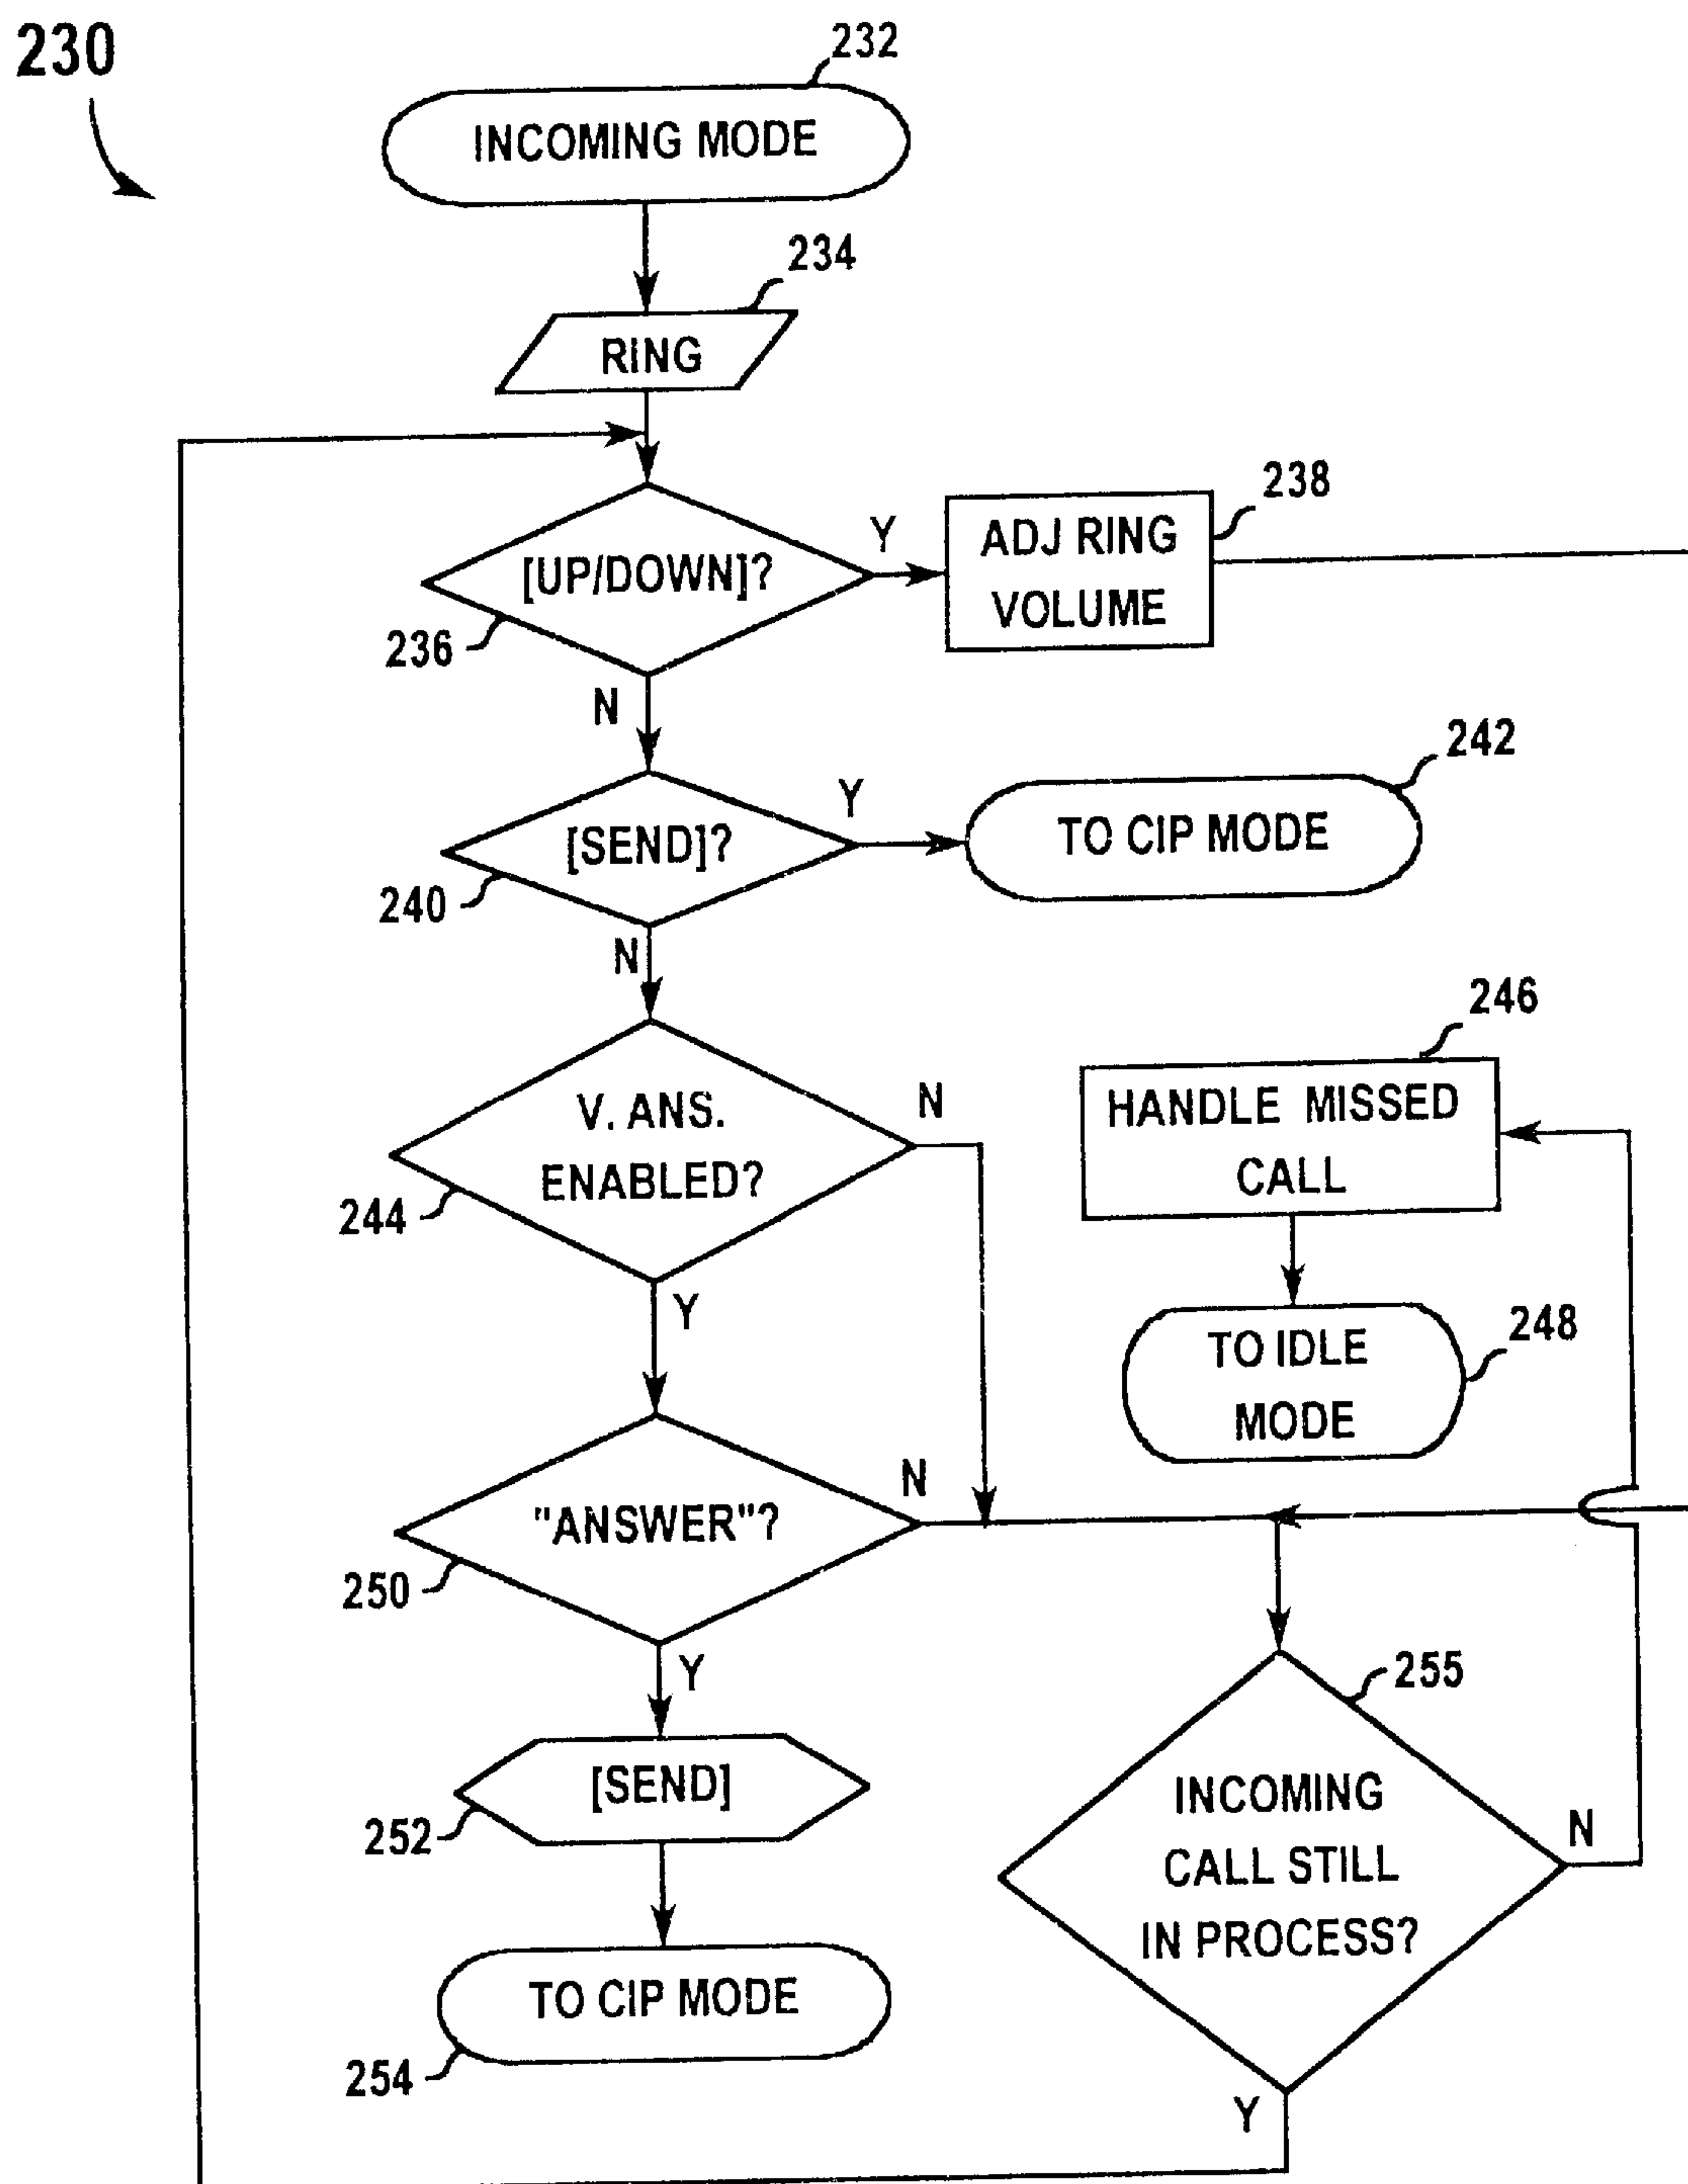 230
232
INCOMING MODE
234
RING
238
[UP/DOWN]?
Y
ADJ RING
VOLUME
236
N
242
[SEND]?
Y
TO CIP MODE
240
N
246
V. ANS.
ENABLED?
N
HANDLE MISSED
CALL
244
Y
248
TO IDLE
MODE
"ANSWER"?
N
250
Y
255
[SEND]
252
INCOMING
CALL STILL
IN PROCESS?
N
TO CIP MODE
254
Y